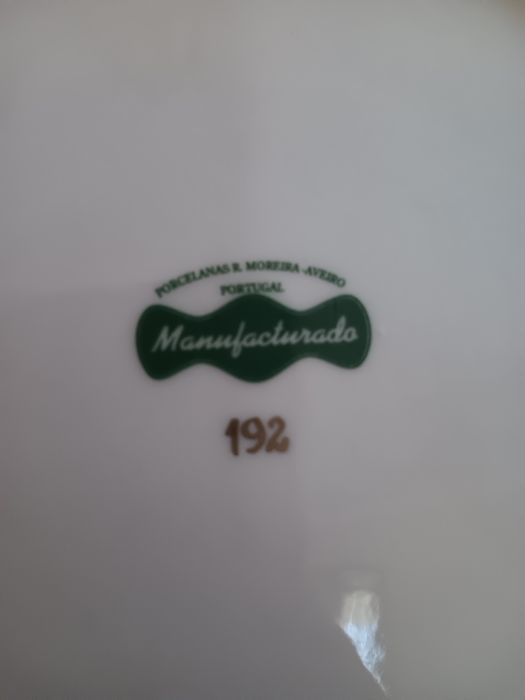 PORCELANAS R. MOREIRA -AVEIRO
PORTUGAL
Manufacturado
192